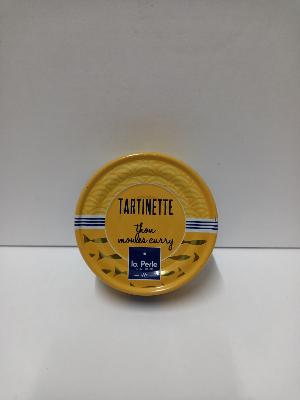 TARTINETTE
thon
moules curry
la Perle